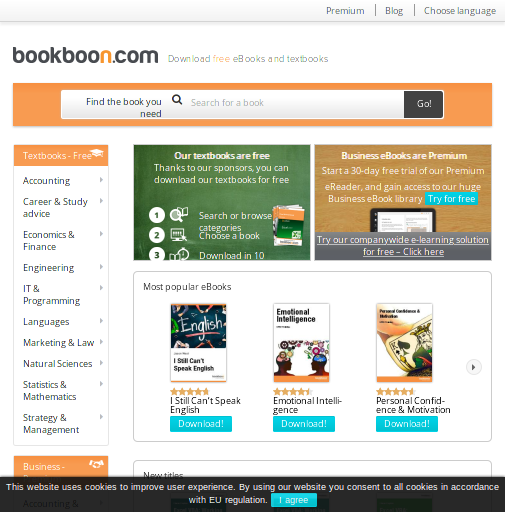 Premium
Blog
Choose language
bookboon.com
Download free eBooks and textbooks
Find the book you
need
Search for a book
Go!
Textbooks - Free
Accounting
Career & Study
advice
Economics &
Finance
Engineering
IT &
Programming
Languages
Marketing & Law
Natural Sciences
Statistics &
Mathematics
Strategy &
Management
Business -
Our textbooks are free
Thanks to our sponsors, you can
download our textbooks for free
1 Search or browse
categories
2 Choose a book
3 Download in 10
Business eBooks are Premium
Start a 30-day free trial of our Premium
eReader, and gain access to our huge
Business eBook library Try for free
Try our companywide e-learning solution
for free – Click here
Most popular eBooks
English
I Still Can't
Speak English
I Still Can't Speak
English
Download!
Emotional
Intelligence
Emotional Intelli-
gence
Download!
Personal Confidence &
Motivation
Personal Confid-
ence & Motivation
Download!
New titles
Accounting &
This website uses cookies to improve user experience. By using our website you consent to all cookies in accordance
with EU regulation. I agree